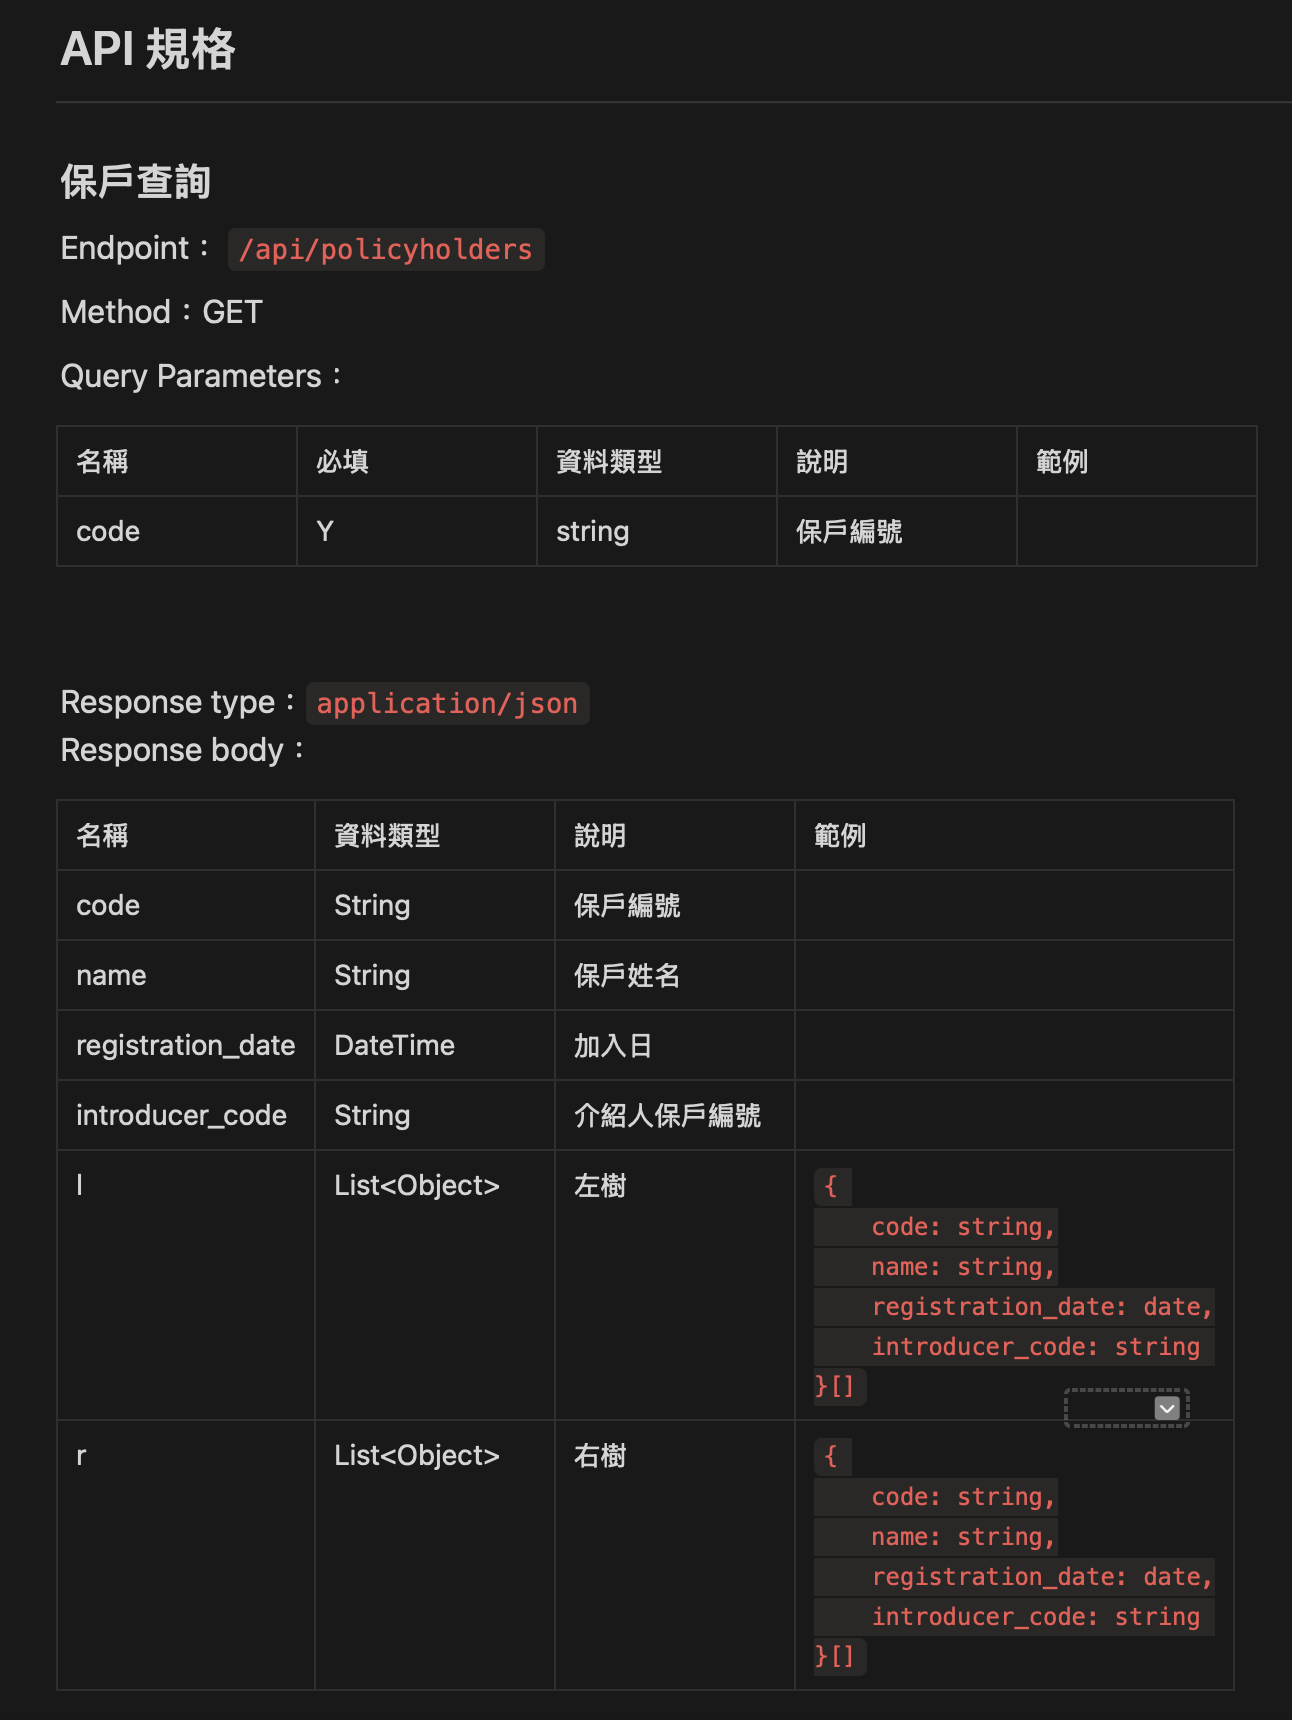 API 規格
保戶查詢
Endpoint： /api/policyholders
Method：GET
Query Parameters：
名稱 必填 資料類型 說明 範例
code Y string 保戶編號
Response type：application/json
Response body：
名稱 資料類型 說明 範例
code String 保戶編號
name String 保戶姓名
registration_date DateTime 加入日
introducer_code String 介紹人保戶編號
l List<Object> 左樹 {
code: string,
name: string,
registration_date: date,
introducer_code: string
}[]
r List<Object> 右樹 {
code: string,
name: string,
registration_date: date,
introducer_code: string
}[]